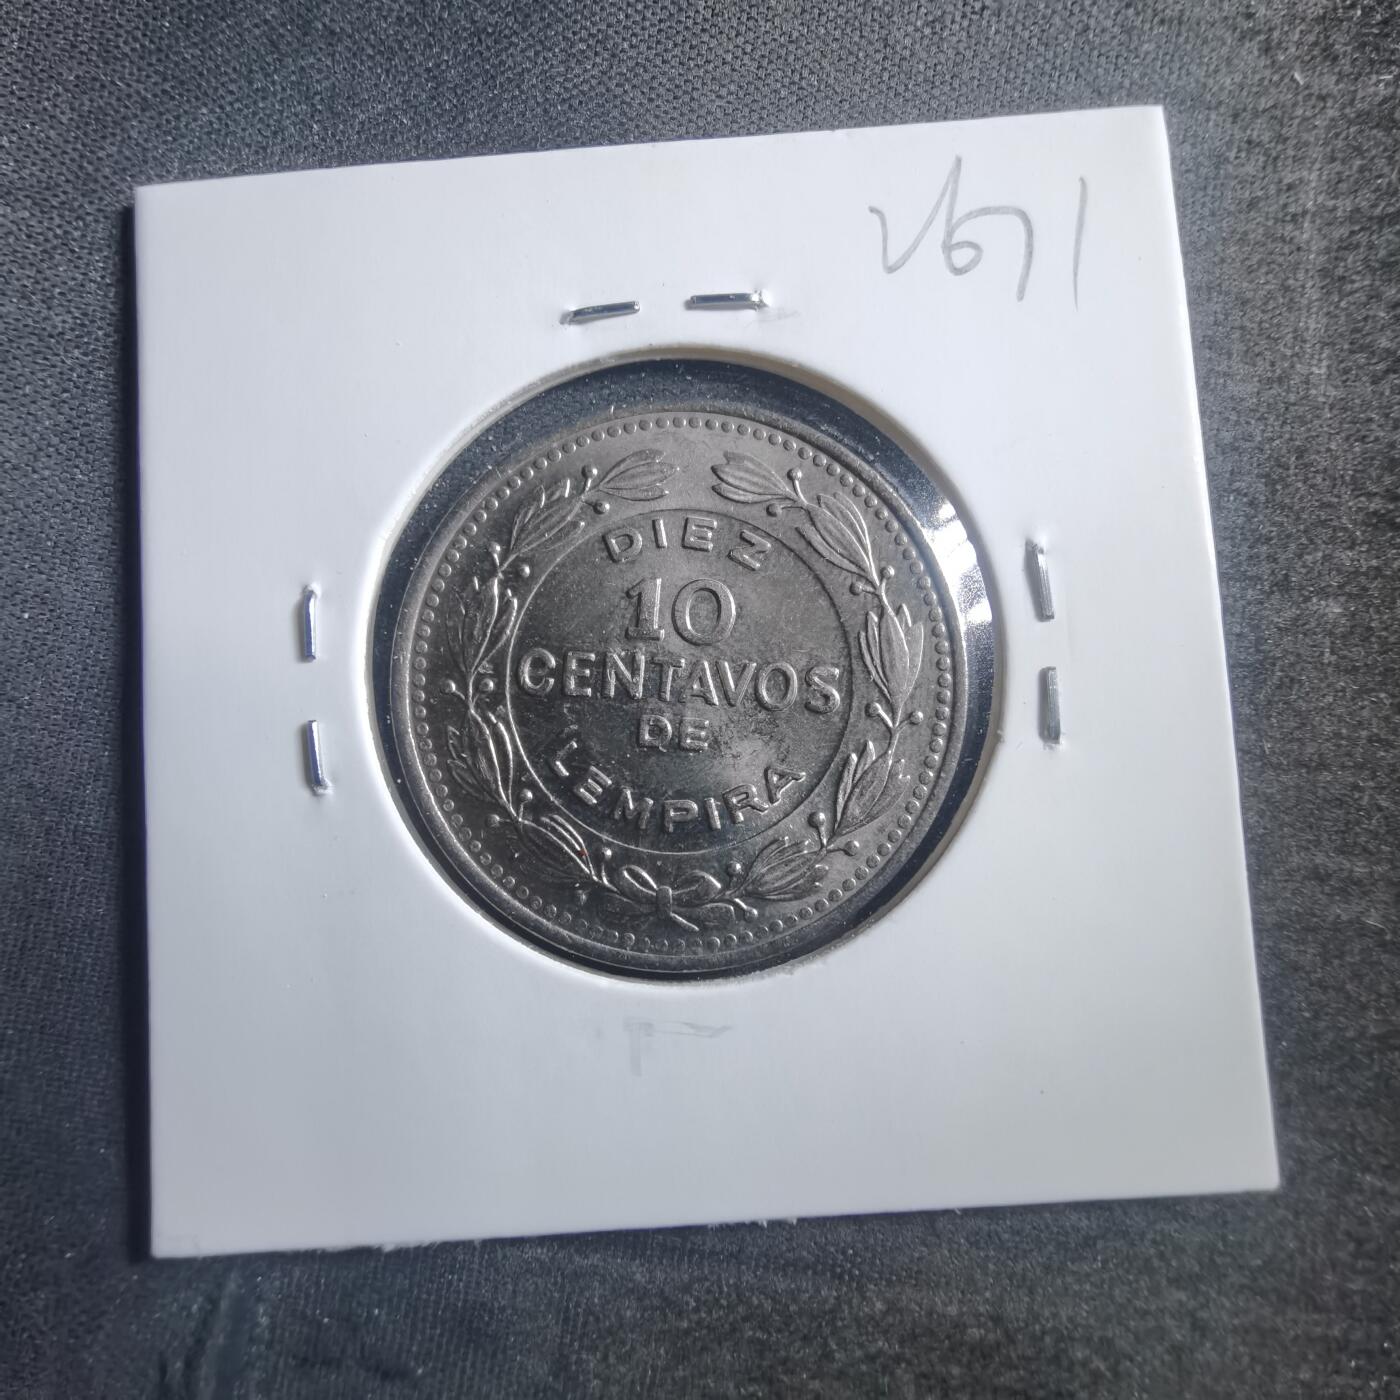 DIEZ
10
CENTAVOS
DE
LEMPIRA